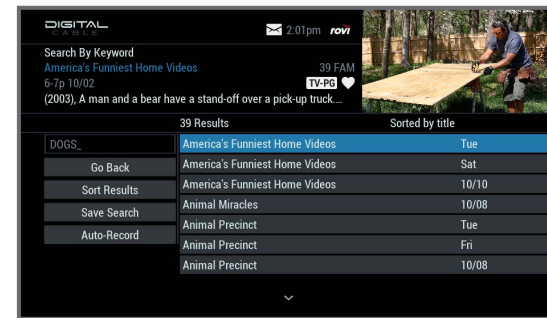 DIGITAL
CABLE
2:01pm rovi
Search By Keyword
America's Funniest Home Videos 39 FAM
6-7p 10/02 TV-PG
(2003), A man and a bear have a stand-off over a pick-up truck....
39 Results Sorted by title
DOGS_
America's Funniest Home Videos Tue
Go Back
America's Funniest Home Videos Sat
Sort Results
America's Funniest Home Videos 10/10
Save Search
Animal Miracles 10/08
Auto-Record
Animal Precinct Tue
Animal Precinct Fri
Animal Precinct 10/08